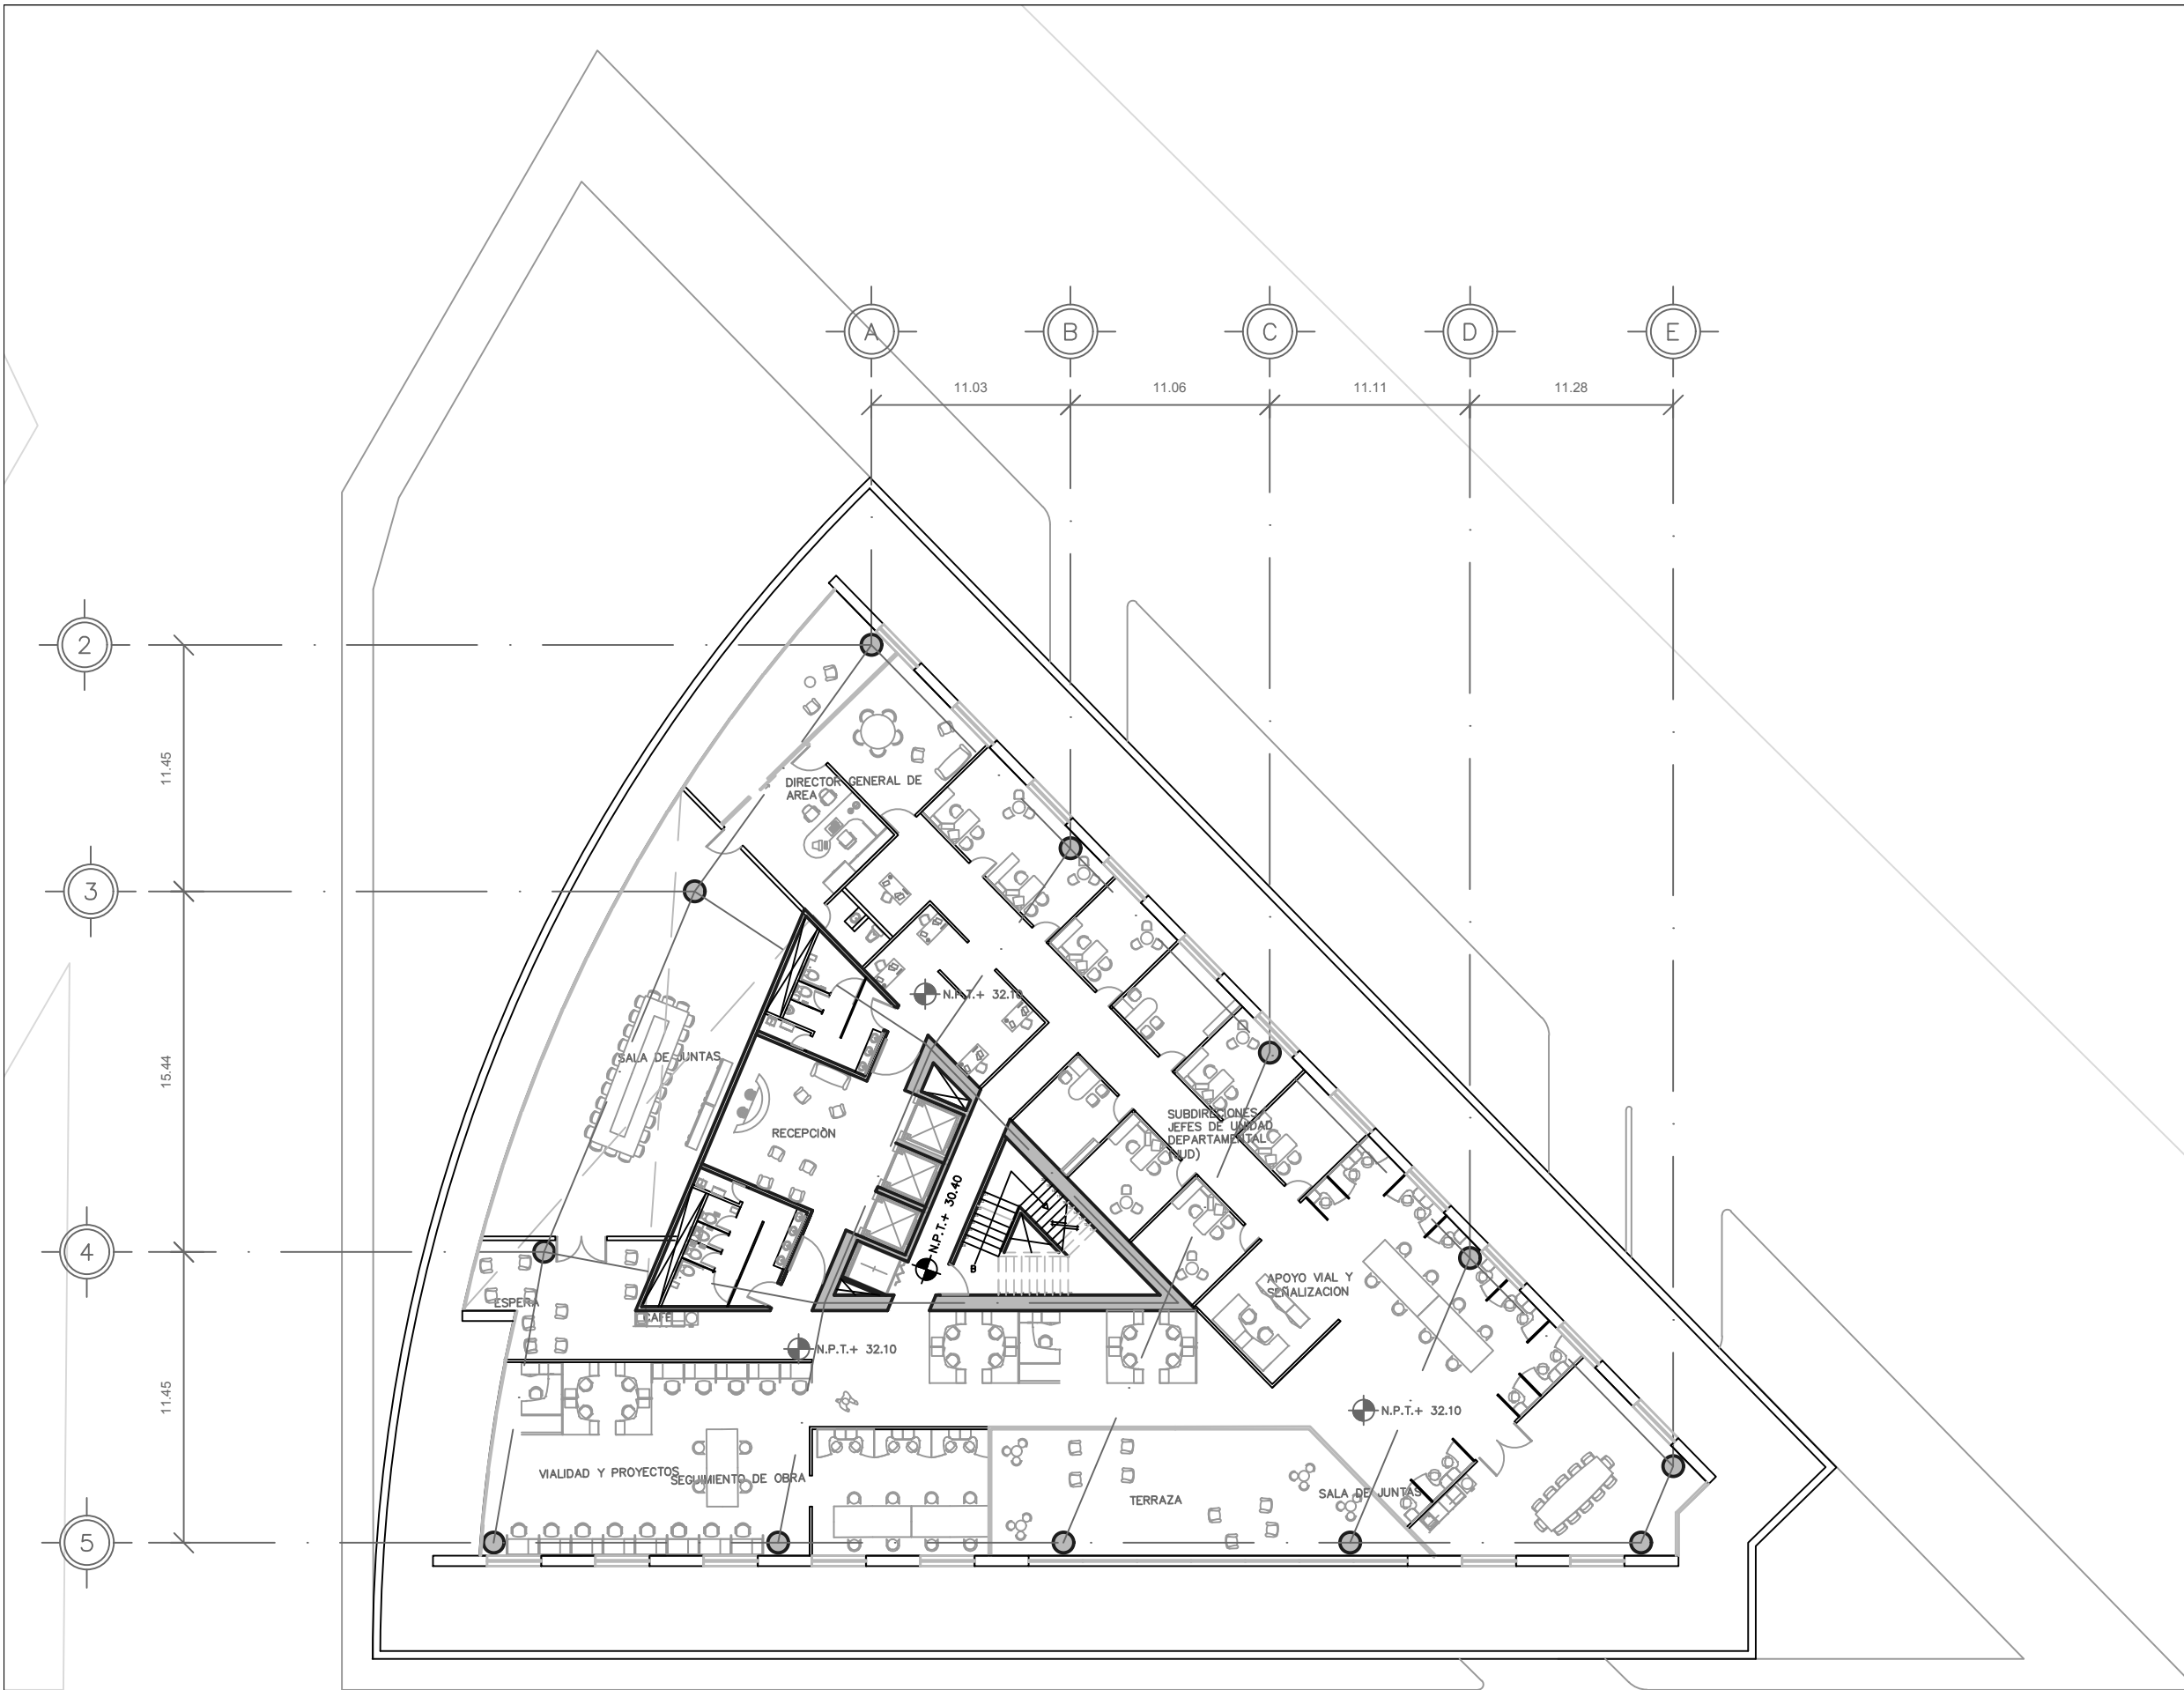 A B C D E
11.03 11.06 11.11 11.28
2
11.45
3
15.44
4
11.45
5
DIRECTOR GENERAL DE
AREA
N.P.T.+ 32.10
SALA DE JUNTAS
RECEPCIÒN
SUBDIRECIONES
JEFES DE UNIDAD
DEPARTAMENTAL
(JUD)
N.P.T.+ 30.40
B
APOYO VIAL Y
SEÑALIZACION
ESPERA
CAFE
N.P.T.+ 32.10
N.P.T.+ 32.10
VIALIDAD Y PROYECTOS
SEGUIMIENTO DE OBRA
TERRAZA
SALA DE JUNTAS